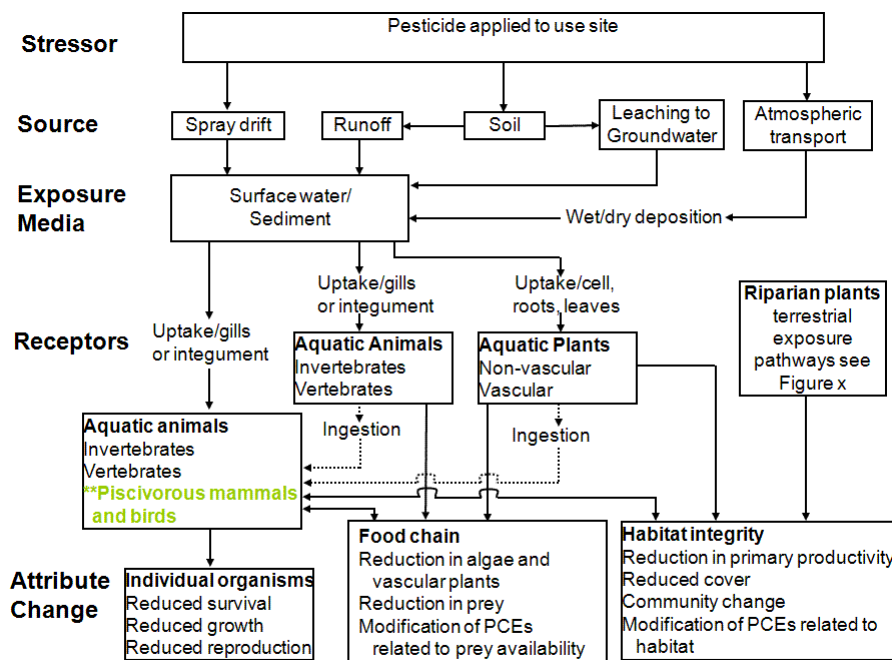 Stressor
Pesticide applied to use site
Source
Spray drift
Runoff
Soil
Leaching to
Groundwater
Atmospheric
transport
Exposure
Media
Surface water/
Sediment
Wet/dry deposition
Uptake/gills
or integument
Uptake/gills
or integument
Uptake/cell,
roots, leaves
Riparian plants
terrestrial
exposure
pathways see
Figure x
Receptors
Aquatic Animals
Invertebrates
Vertebrates
Aquatic Plants
Non-vascular
Vascular
Ingestion
Ingestion
Aquatic animals
Invertebrates
Vertebrates
**Piscivorous mammals
and birds
Attribute
Change
Individual organisms
Reduced survival
Reduced growth
Reduced reproduction
Food chain
Reduction in algae and
vascular plants
Reduction in prey
Modification of PCEs
related to prey availability
Habitat integrity
Reduction in primary productivity
Reduced cover
Community change
Modification of PCEs related to
habitat